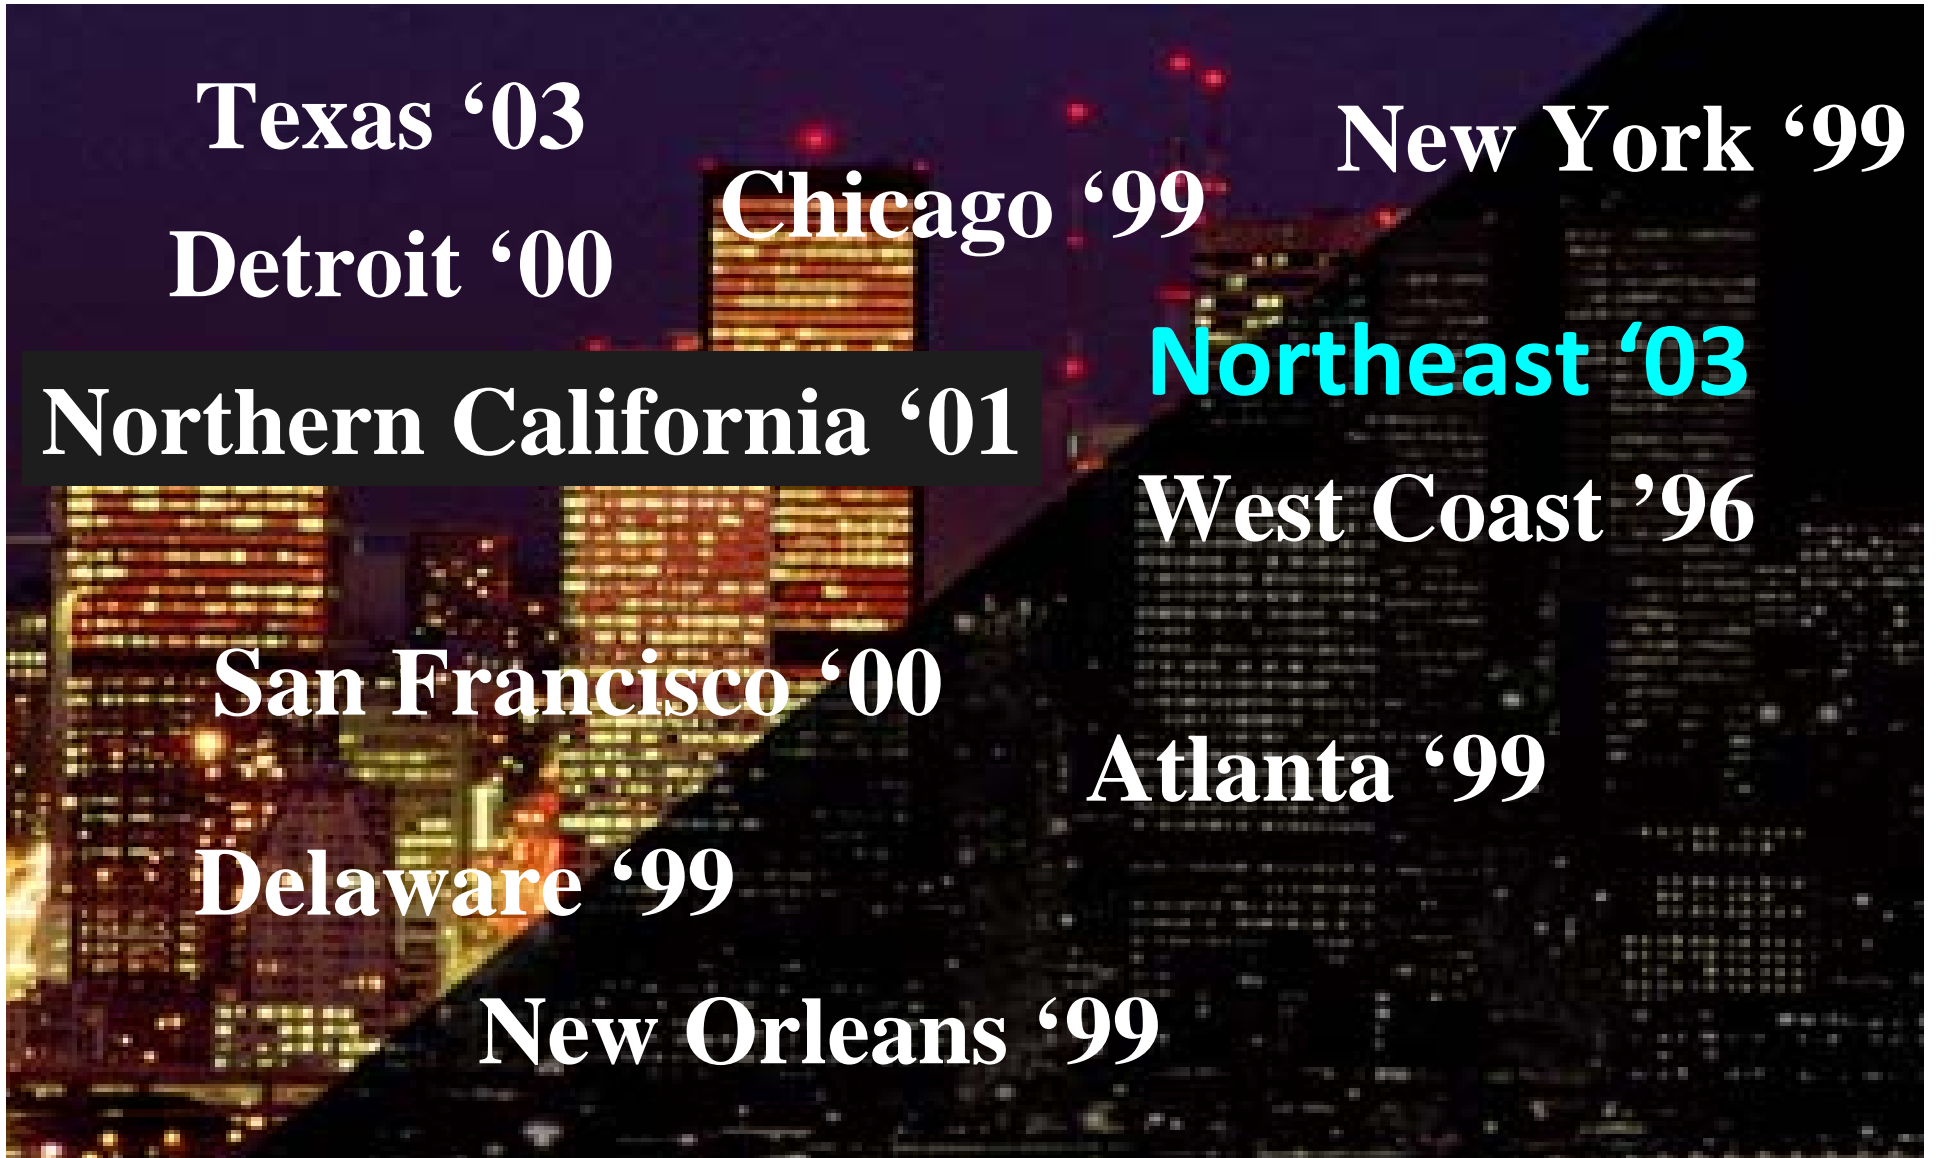 Texas ‘03
New York ‘99
Chicago ‘99
Detroit ‘00
Northeast ‘03
Northern California ‘01
West Coast ’96
San Francisco ‘00
Atlanta ‘99
Delaware ‘99
New Orleans ‘99